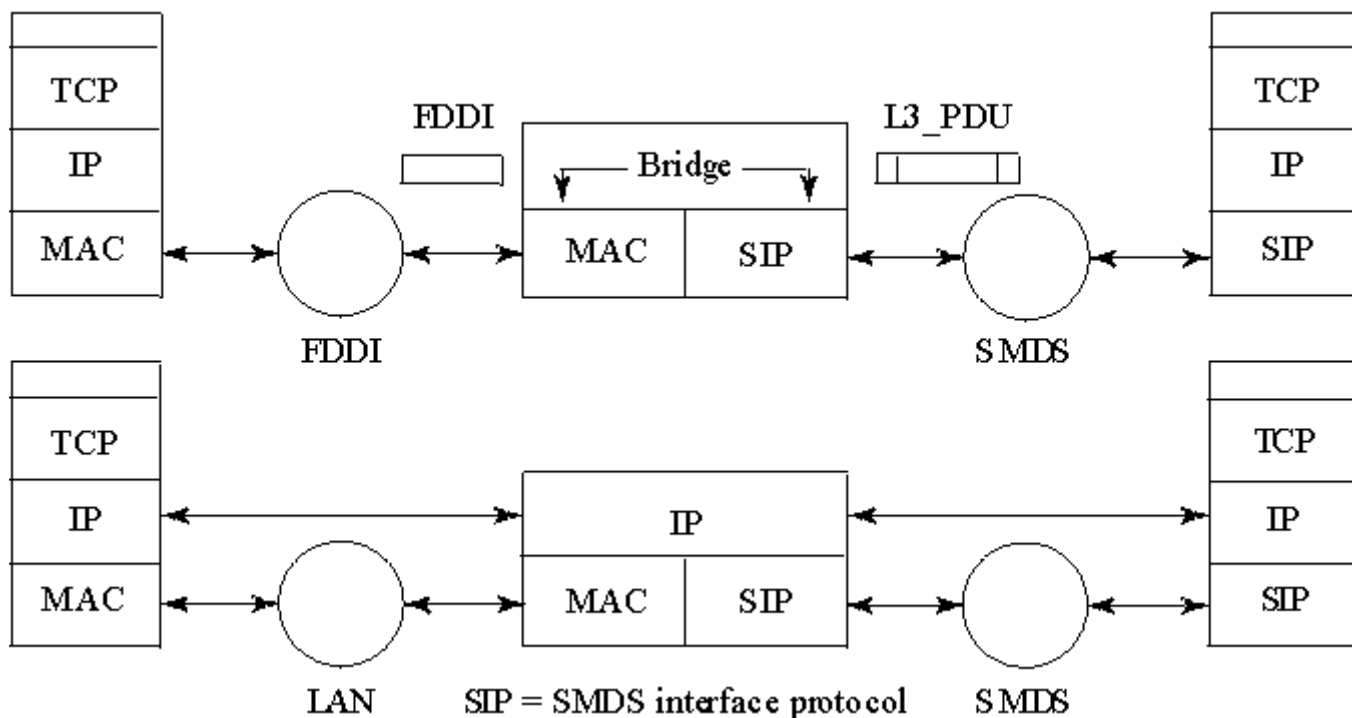 TCP
IP
MAC
FDDI
FDDI
Bridge
MAC
SIP
L3_PDU
SMDS
TCP
IP
SIP
TCP
IP
MAC
LAN
IP
MAC
SIP
SIP = SMDS interface protocol
SMDS
TCP
IP
SIP